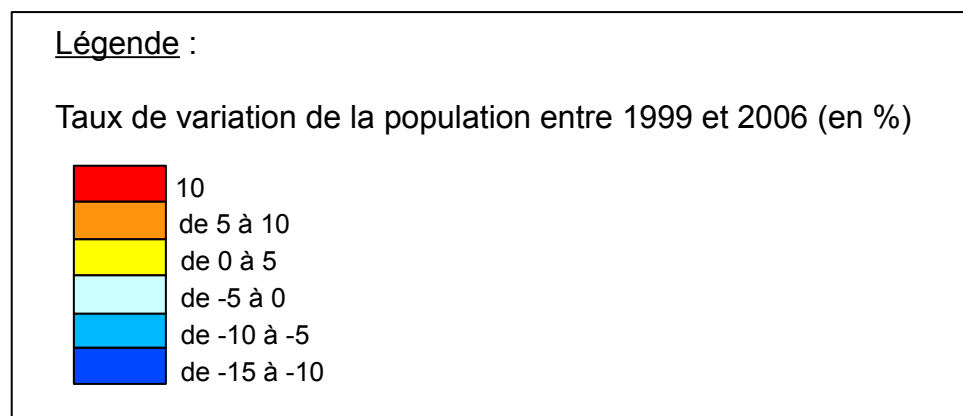 Légende :
Taux de variation de la population entre 1999 et 2006 (en %)
10
de 5 à 10
de 0 à 5
de -5 à 0
de -10 à -5
de -15 à -10